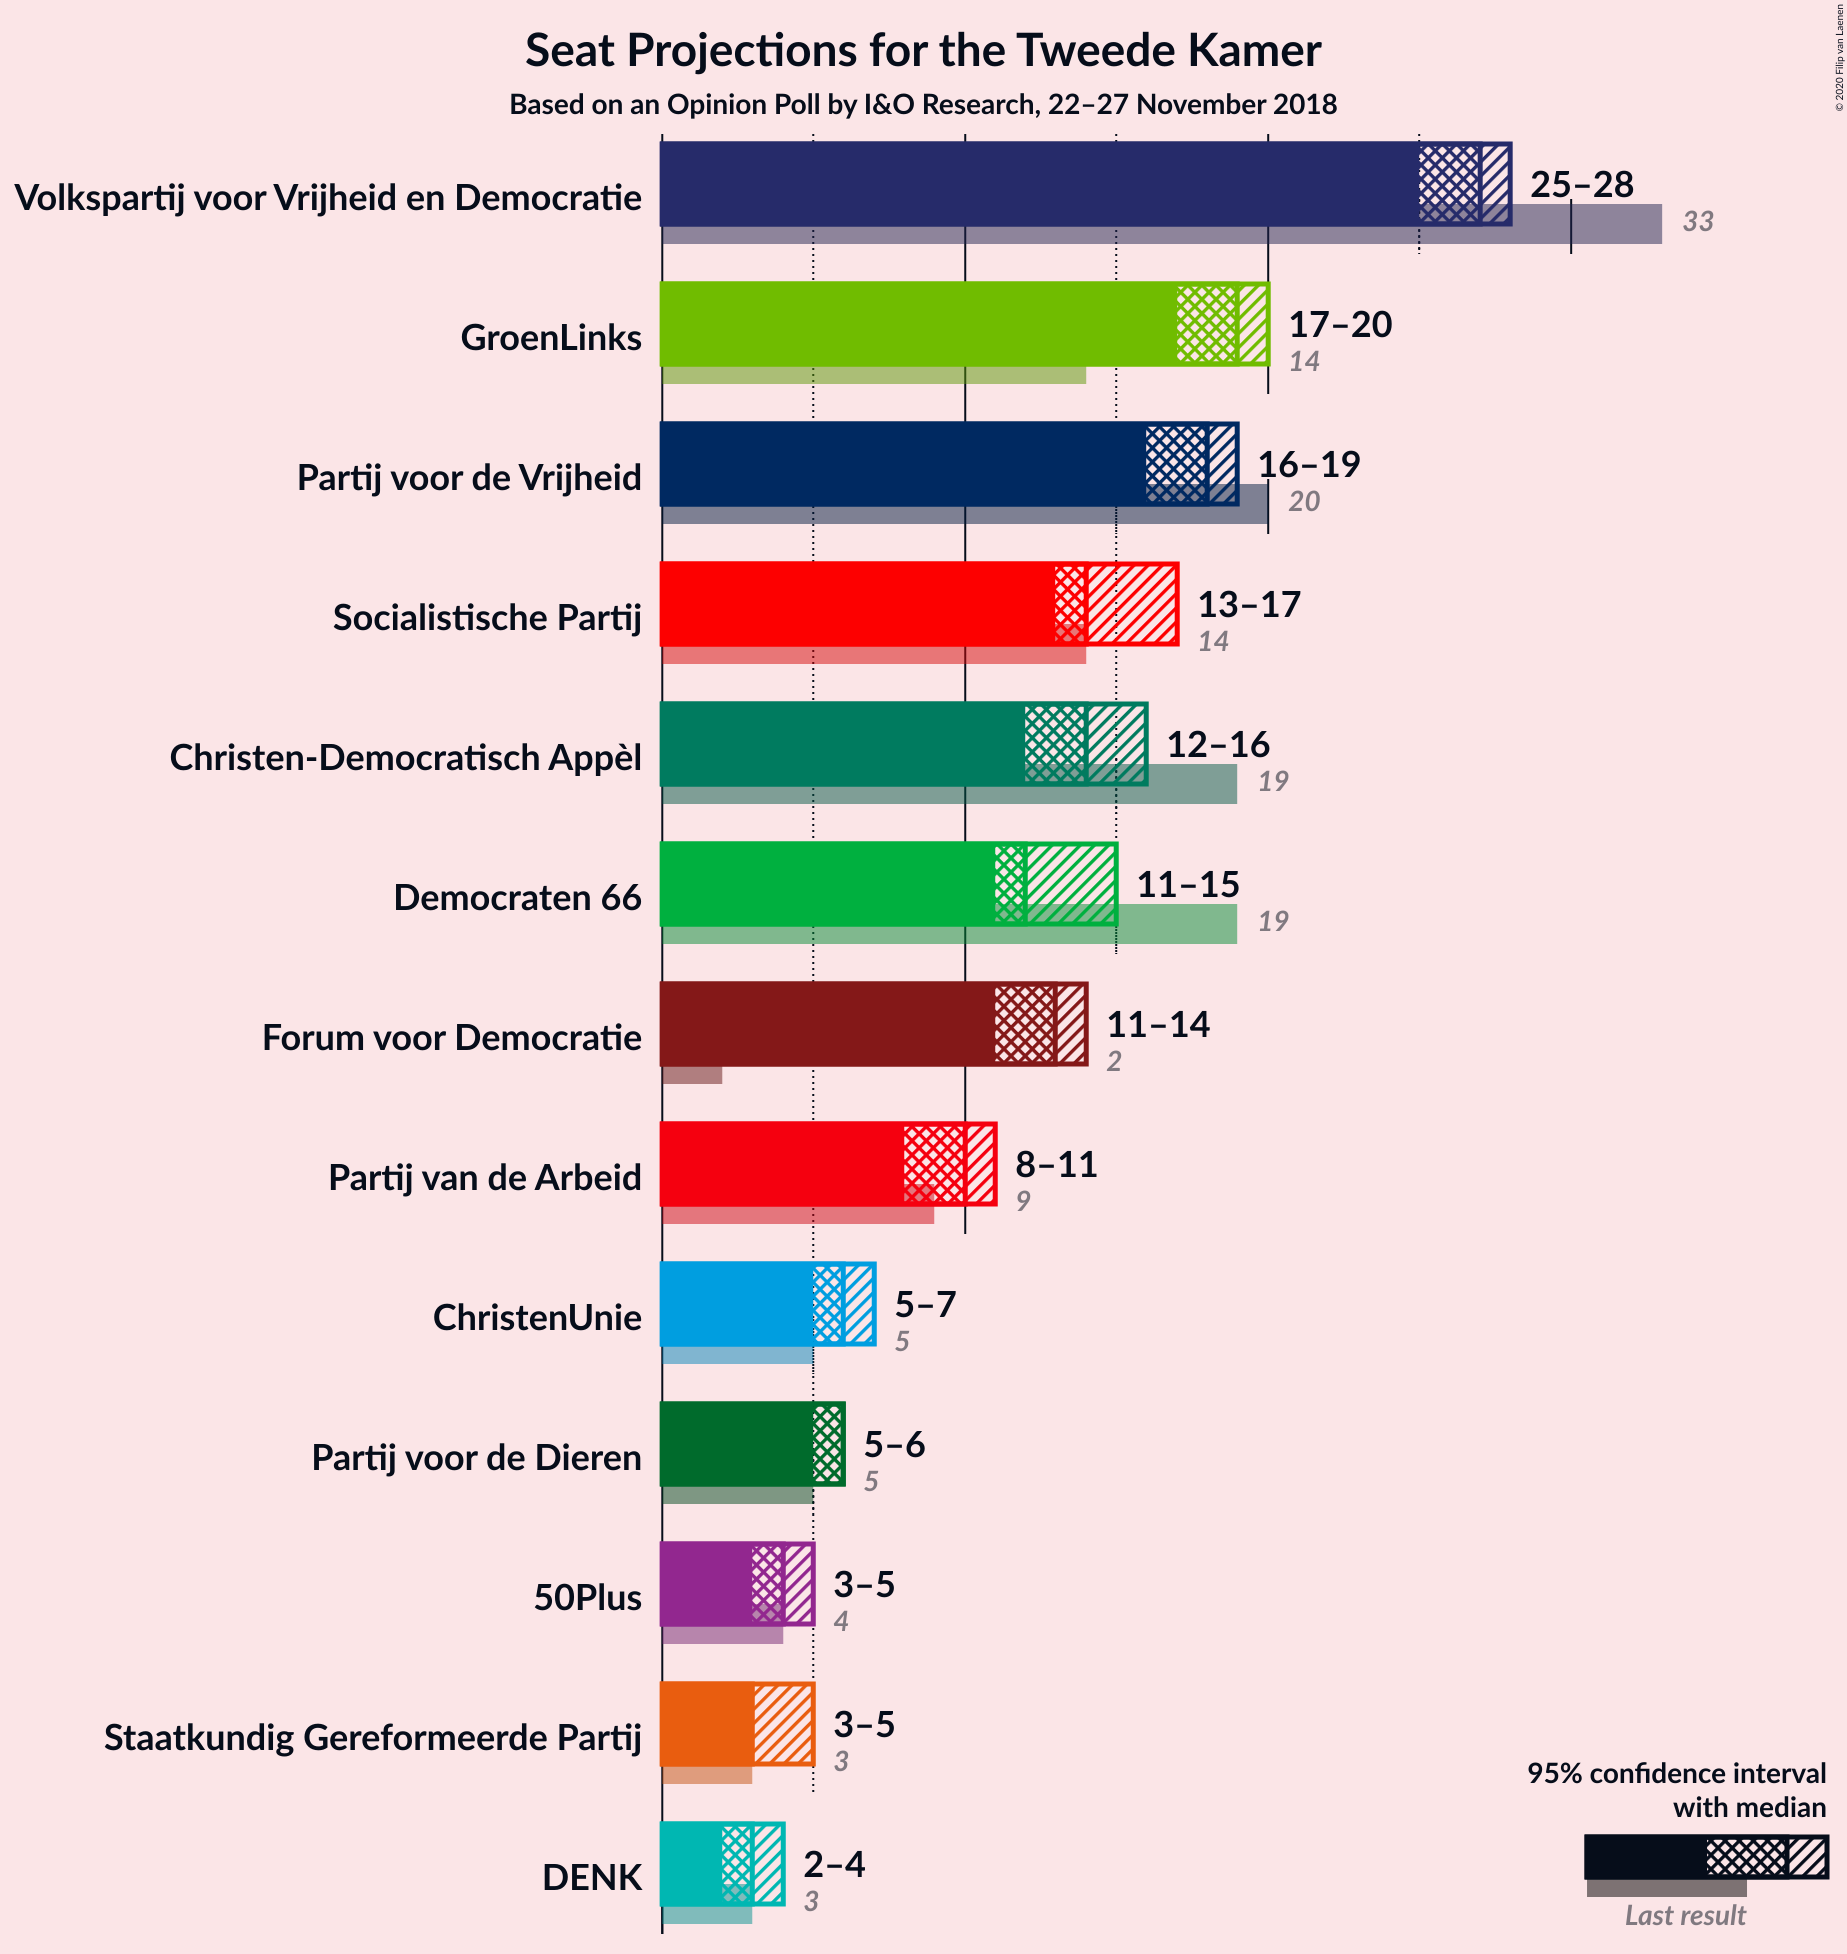 Seat Projections for the Tweede Kamer
Based on an Opinion Poll by I&O Research, 22–27 November 2018
© 2020 Filip van Laenen
Volkspartij voor Vrijheid en Democratie
25–28
33
GroenLinks
17–20
14
Partij voor de Vrijheid
16–19
20
Socialistische Partij
13–17
14
Christen-Democratisch Appèl
12–16
19
Democraten 66
11–15
19
Forum voor Democratie
11–14
2
Partij van de Arbeid
8–11
9
ChristenUnie
5–7
5
Partij voor de Dieren
5–6
5
50Plus
3–5
4
Staatkundig Gereformeerde Partij
3–5
3
DENK
2–4
3
95% confidence interval
with median
Last result